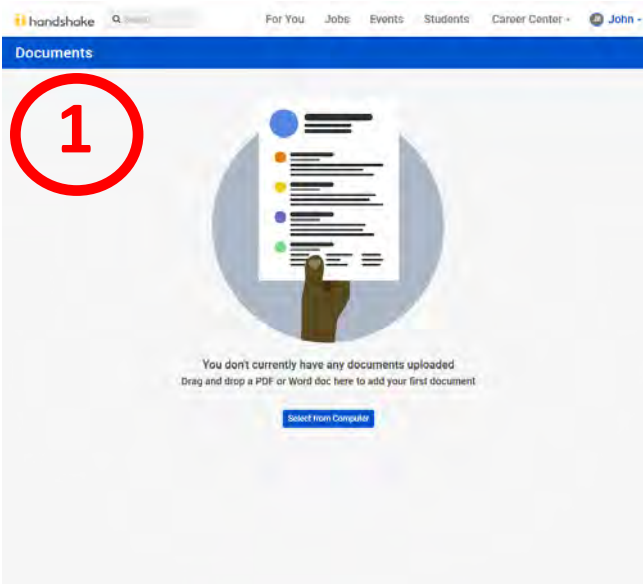 handshake Search For You Jobs Events Students Career Center John
Documents
1
You don't currently have any documents uploaded
Drag and drop a PDF or Word doc here to add your first document
Select from Computer